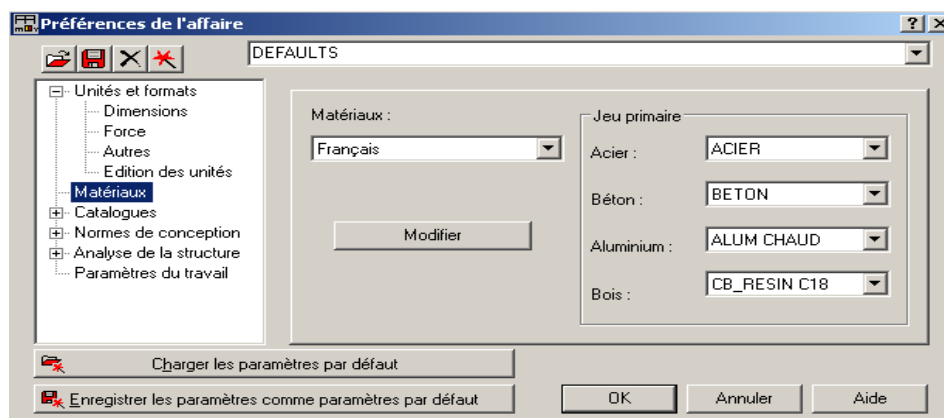 Préférences de l'affaire
DEFAULTS
Unités et formats
Dimensions
Force
Autres
Edition des unités
Matériaux
Catalogues
Normes de conception
Analyse de la structure
Paramètres du travail
Matériaux :
Français
Modifier
Jeu primaire
Acier : ACIER
Béton : BETON
Aluminium : ALUM CHAUD
Bois : CB_RESIN C18
Charger les paramètres par défaut
Enregistrer les paramètres comme paramètres par défaut
OK Annuler Aide